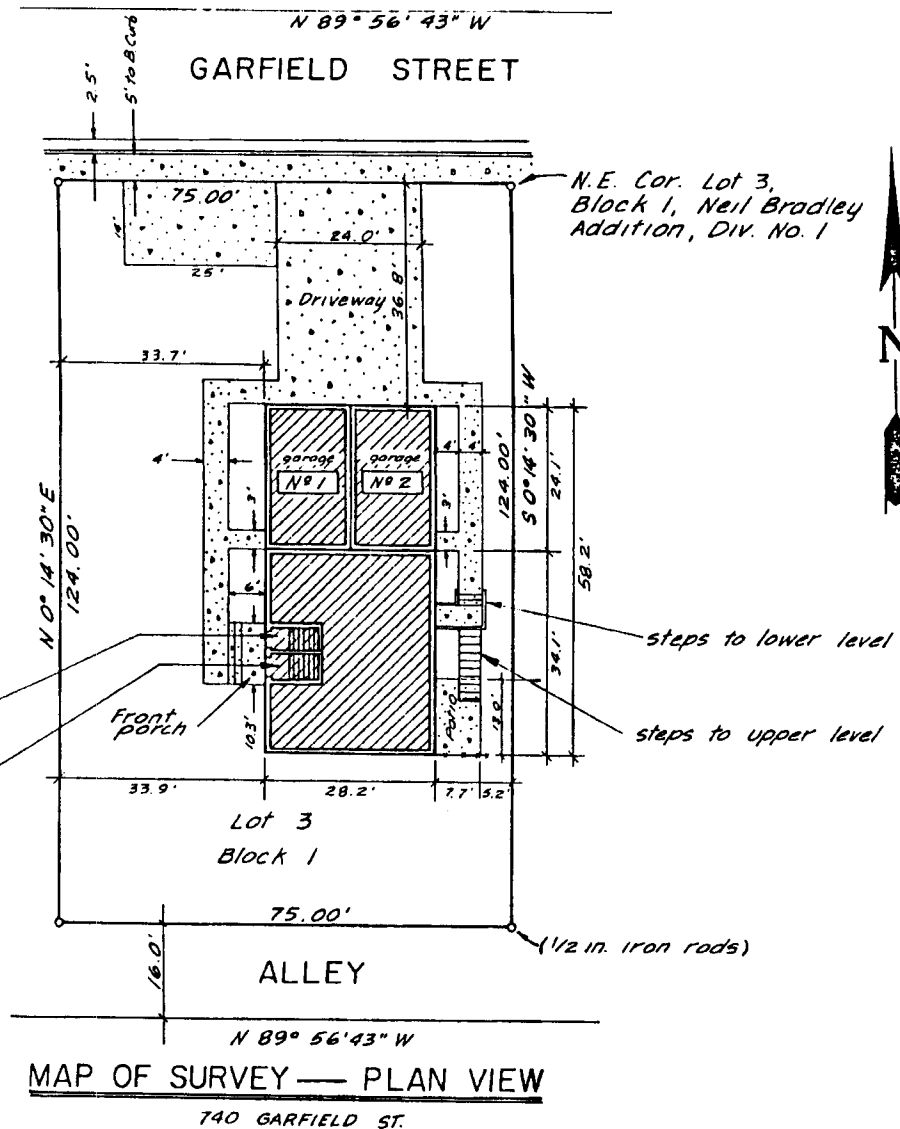 N 89° 56' 43" W
GARFIELD STREET
2.5'
5' to B. Curb
N.E. Cor. Lot 3,
Block 1, Neil Bradley
Addition, Div. No. 1
75.00'
14'
25'
24.0'
36.8'
Driveway
N
33.7'
4'
garage
Nº 1
garage
Nº 2
4'
4'
3'
3'
124.00'
S 0° 14' 30" W
24.1'
58.2'
N 0° 14' 30" E
124.00'
6'
34.1'
steps to lower level
Front
porch
10.3'
Patio
13.0'
steps to upper level
33.9'
28.2'
7.7'
5.2'
Lot 3
Block 1
75.00'
(1/2 in. iron rods)
16.0'
ALLEY
N 89° 56' 43" W
MAP OF SURVEY — PLAN VIEW
740 GARFIELD ST.